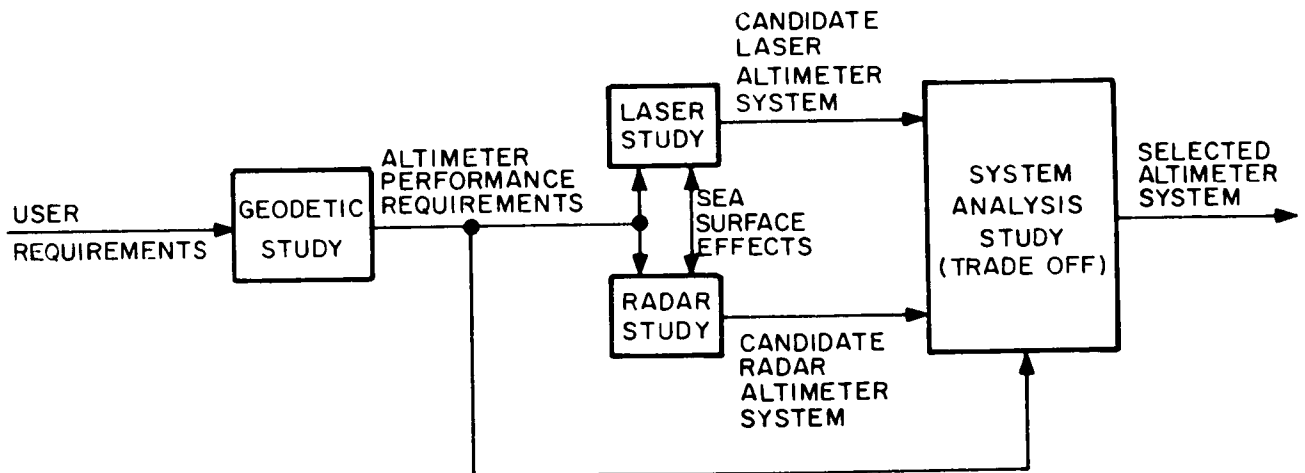 USER
REQUIREMENTS
GEODETIC
STUDY
ALTIMETER
PERFORMANCE
REQUIREMENTS
LASER
STUDY
SEA
SURFACE
EFFECTS
RADAR
STUDY
CANDIDATE
LASER
ALTIMETER
SYSTEM
CANDIDATE
RADAR
ALTIMETER
SYSTEM
SYSTEM
ANALYSIS
STUDY
(TRADE OFF)
SELECTED
ALTIMETER
SYSTEM